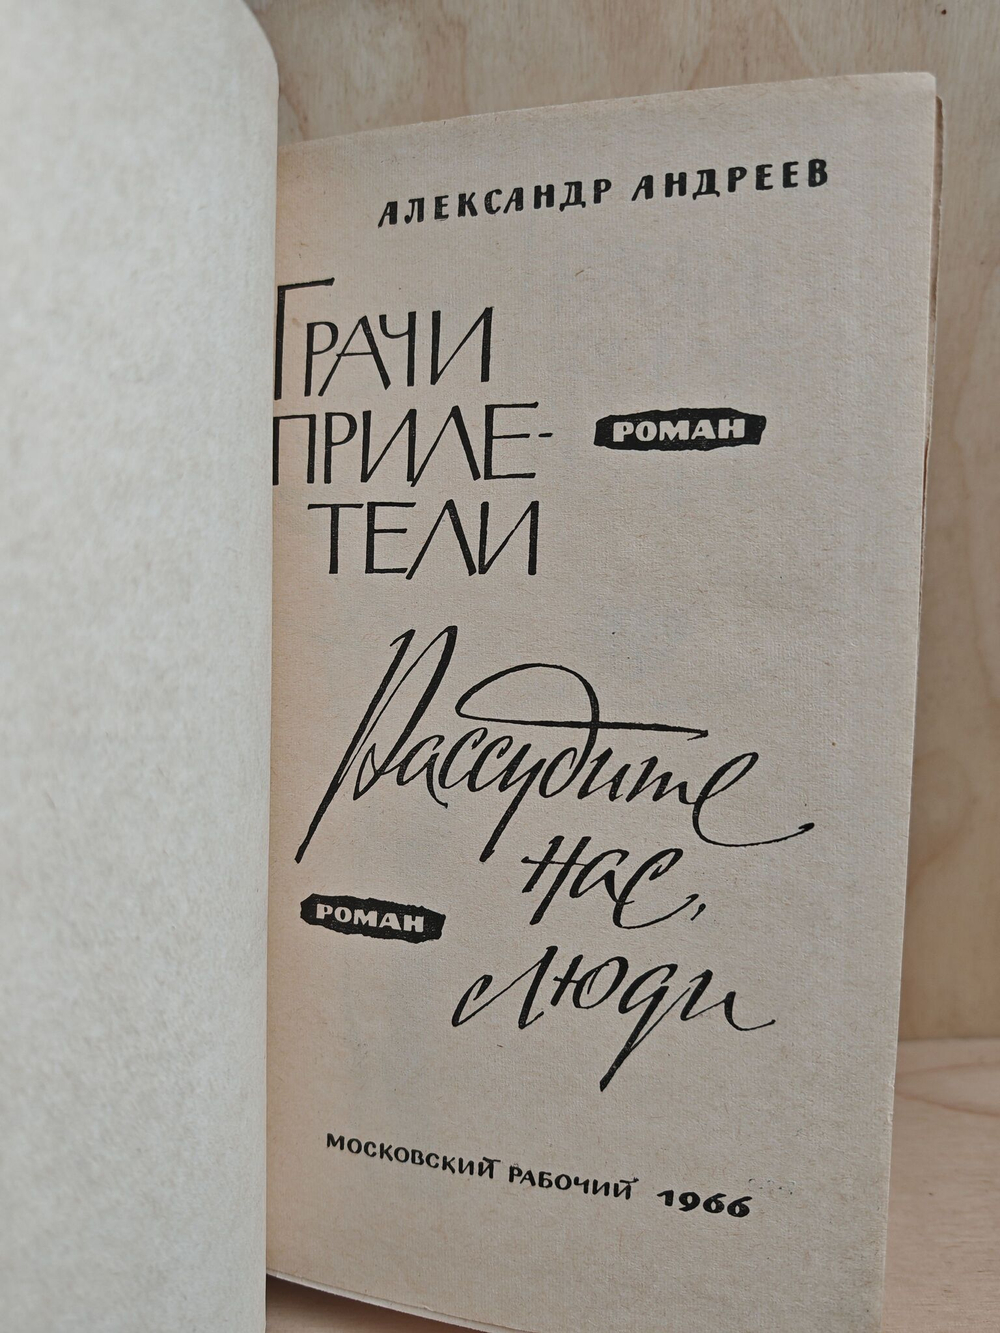 АЛЕКСАНДР АНДРЕЕВ
ГРАЧИ
ПРИЛЕ-
ТЕЛИ
РОМАН
Рассудите
нас,
люди
РОМАН
МОСКОВСКИЙ РАБОЧИЙ 1966